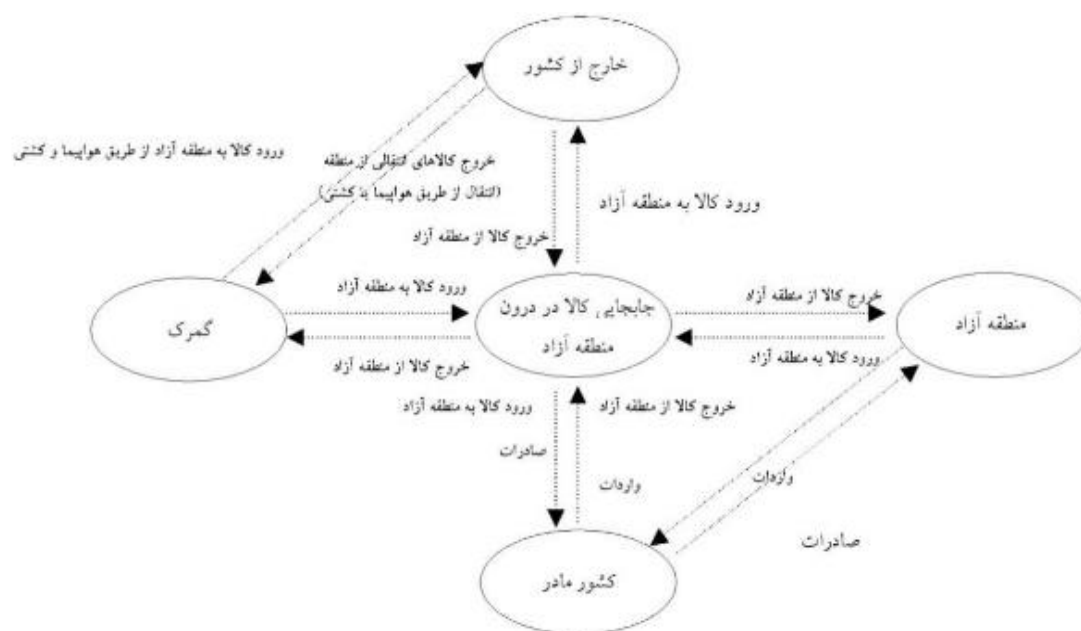 خارج از کشور
ورود کالا به منطقه آزاد از طریق هواپیما و کشتی
خروج کالاهای انتقالی از منطقه
(انتقال از طریق هواپیما یا کشتی)
ورود کالا به منطقه آزاد
خروج کالا از منطقه آزاد
ورود کالا به منطقه آزاد
خروج کالا از منطقه آزاد
گمرک
جابجایی کالا در درون
منطقه آزاد
منطقه آزاد
خروج کالا از منطقه آزاد
ورود کالا به منطقه آزاد
ورود کالا به منطقه آزاد
خروج کالا از منطقه آزاد
صادرات
واردات
واردات
صادرات
کشور مادر